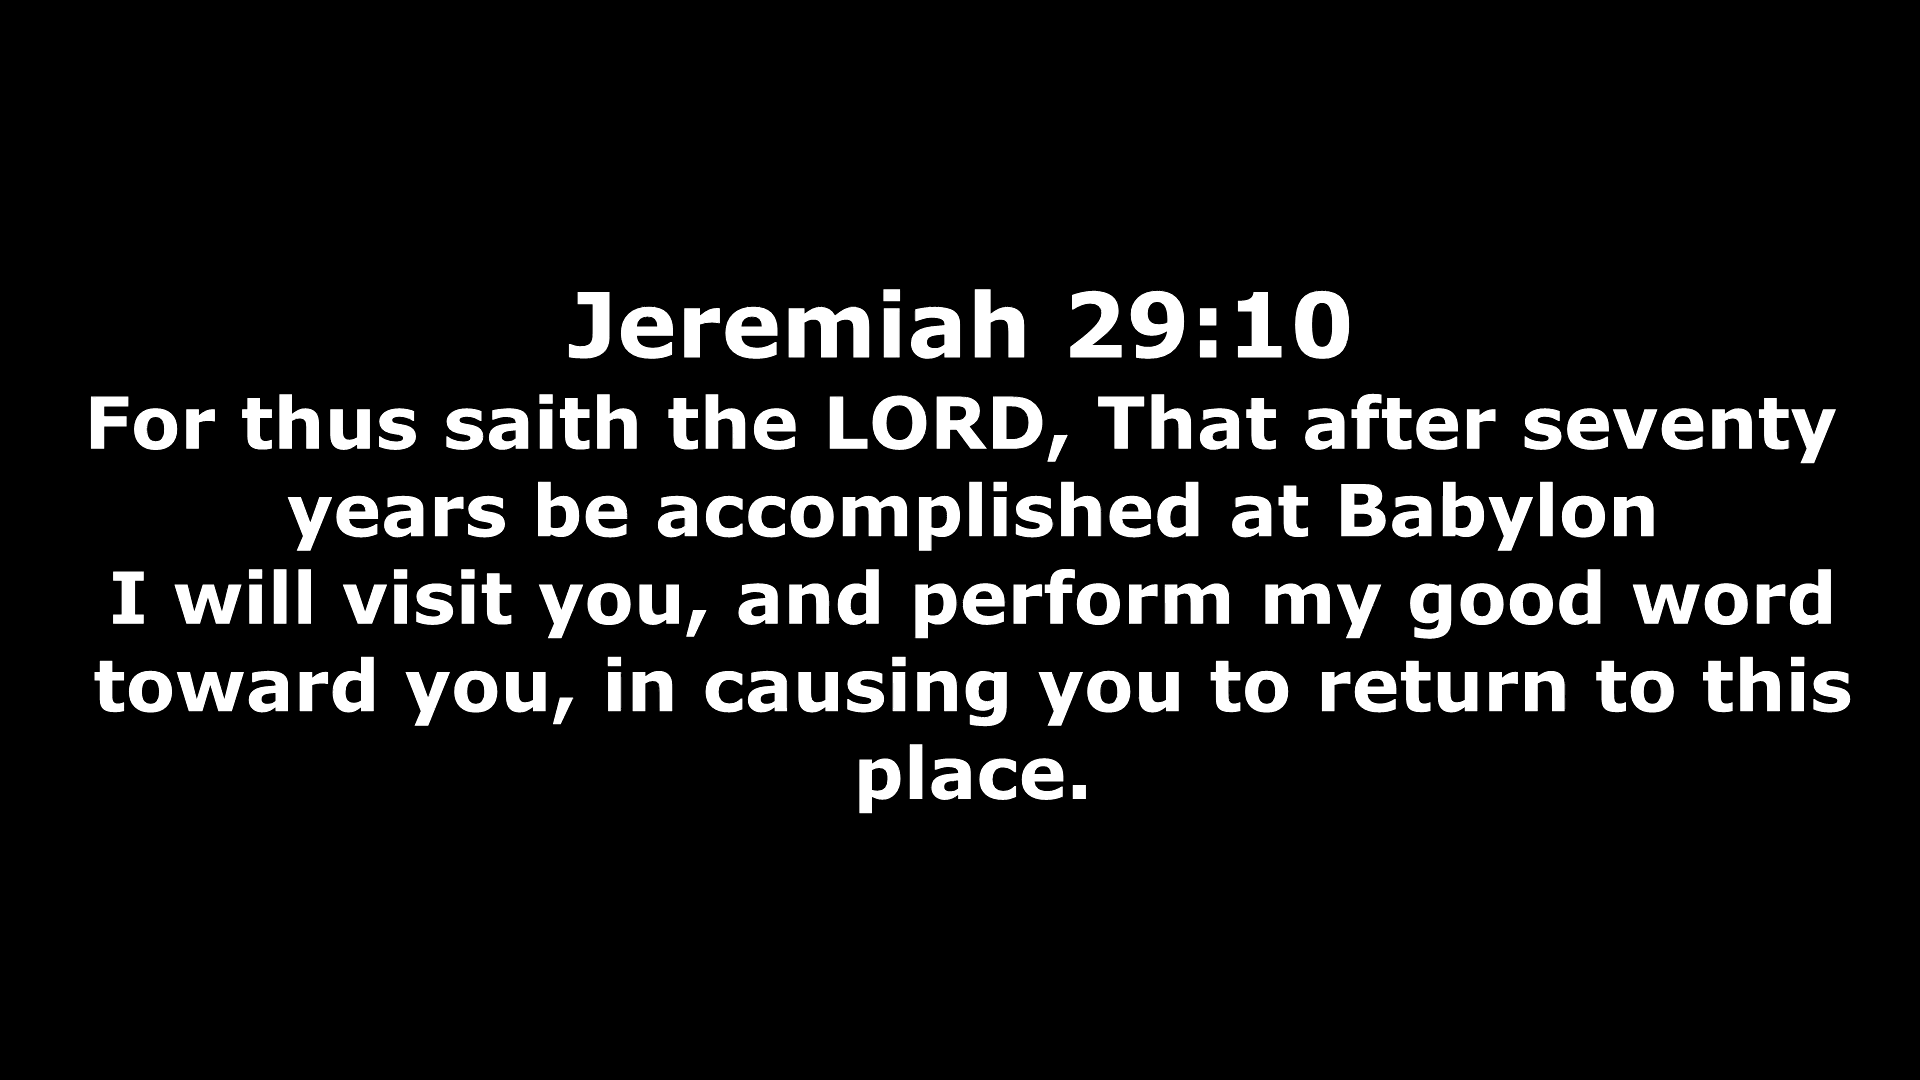 Jeremiah 29:10
For thus saith the LORD, That after seventy
years be accomplished at Babylon
I will visit you, and perform my good word
toward you, in causing you to return to this
place.